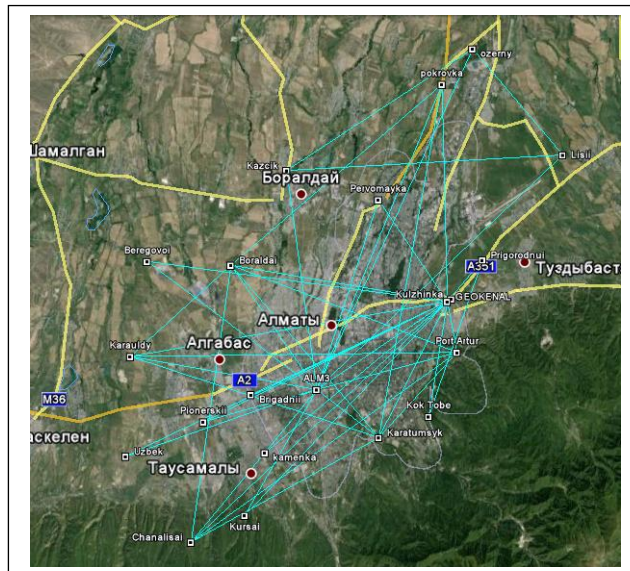 ozerny
pokrovka
Шамалган
Lisii
Kazcik
Боралдай
Pervomayka
Beregovoi
Boraldai
Prigorodnui
A351
Туздыбаста
Kulzhinka
GEOKENAL
Алматы
Karauldy
Алгабас
Port Artur
A2
ALM3
M36
Brigadnii
Pionerskii
Kok Tobe
аскелен
Karatumsyk
Uzbek
kamenka
Таусамалы
Kursai
Chanalisai